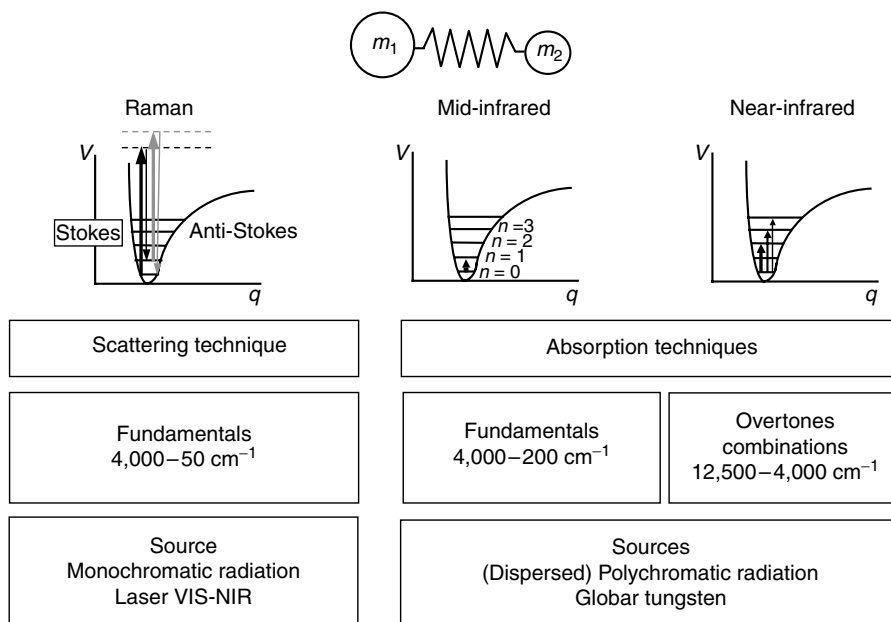 m1 m2
Raman
Mid-infrared
Near-infrared
V
Stokes
Anti-Stokes
q
V
n =3
n = 2
n = 1
n = 0
q
V
q
Scattering technique
Absorption techniques
Fundamentals
4,000–50 cm⁻¹
Fundamentals
4,000–200 cm⁻¹
Overtones
combinations
12,500–4,000 cm⁻¹
Source
Monochromatic radiation
Laser VIS-NIR
Sources
(Dispersed) Polychromatic radiation
Globar tungsten